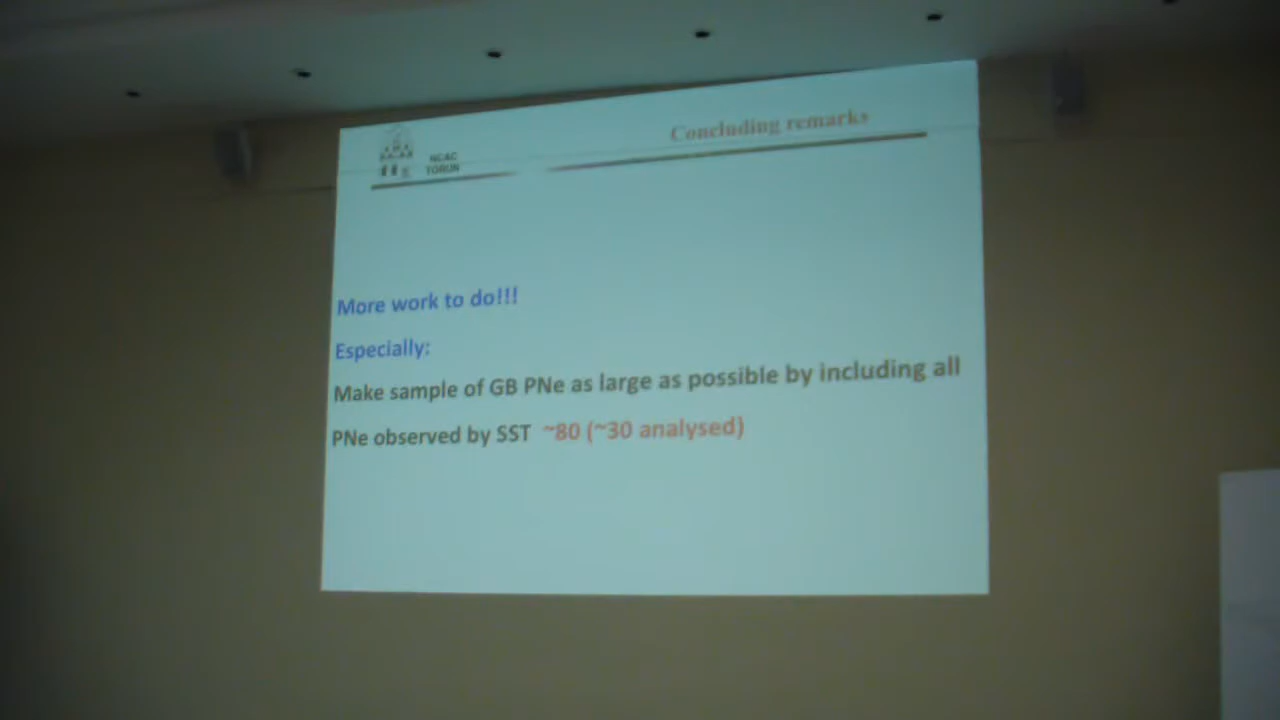 NCAC
TORUN
Concluding remarks
More work to do!!!
Especially:
Make sample of GB PNe as large as possible by including all
PNe observed by SST ~80 (~30 analysed)